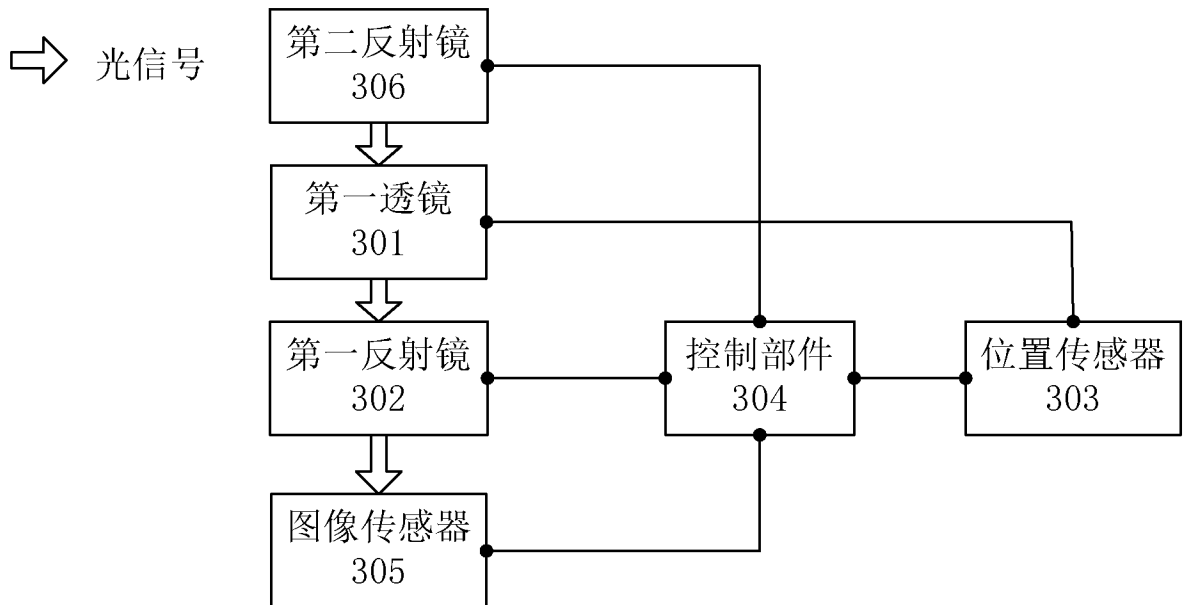 光信号
第二反射镜
306
第一透镜
301
第一反射镜
302
控制部件
304
位置传感器
303
图像传感器
305